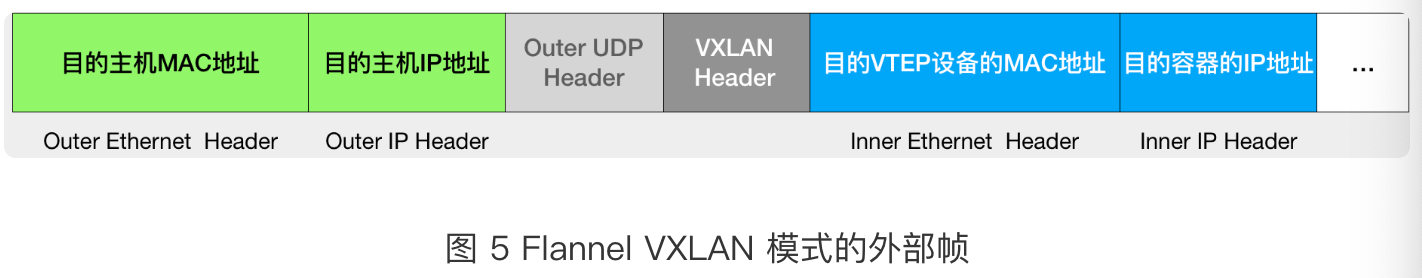 目的主机MAC地址
目的主机IP地址
Outer UDP
Header
VXLAN
Header
目的VTEP设备的MAC地址
目的容器的IP地址
...
Outer Ethernet Header
Outer IP Header
Inner Ethernet Header
Inner IP Header
图 5 Flannel VXLAN 模式的外部帧